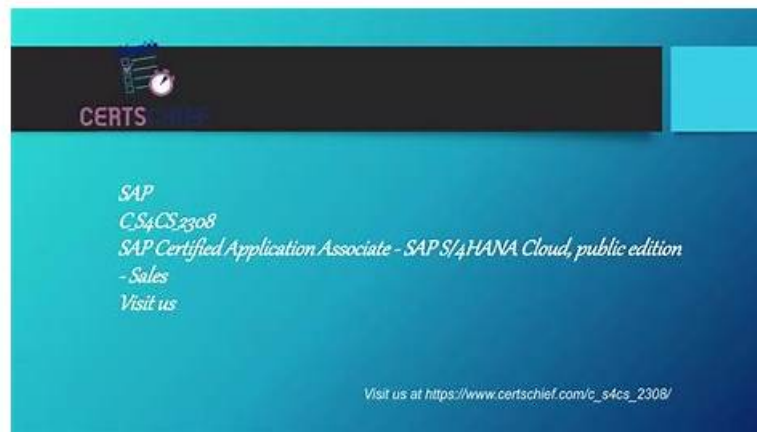 CERTSCHIEF
SAP
C_S4CS_2308
SAP Certified Application Associate - SAP S/4HANA Cloud, public edition
- Sales
Visit us
Visit us at https://www.certschief.com/c_s4cs_2308/